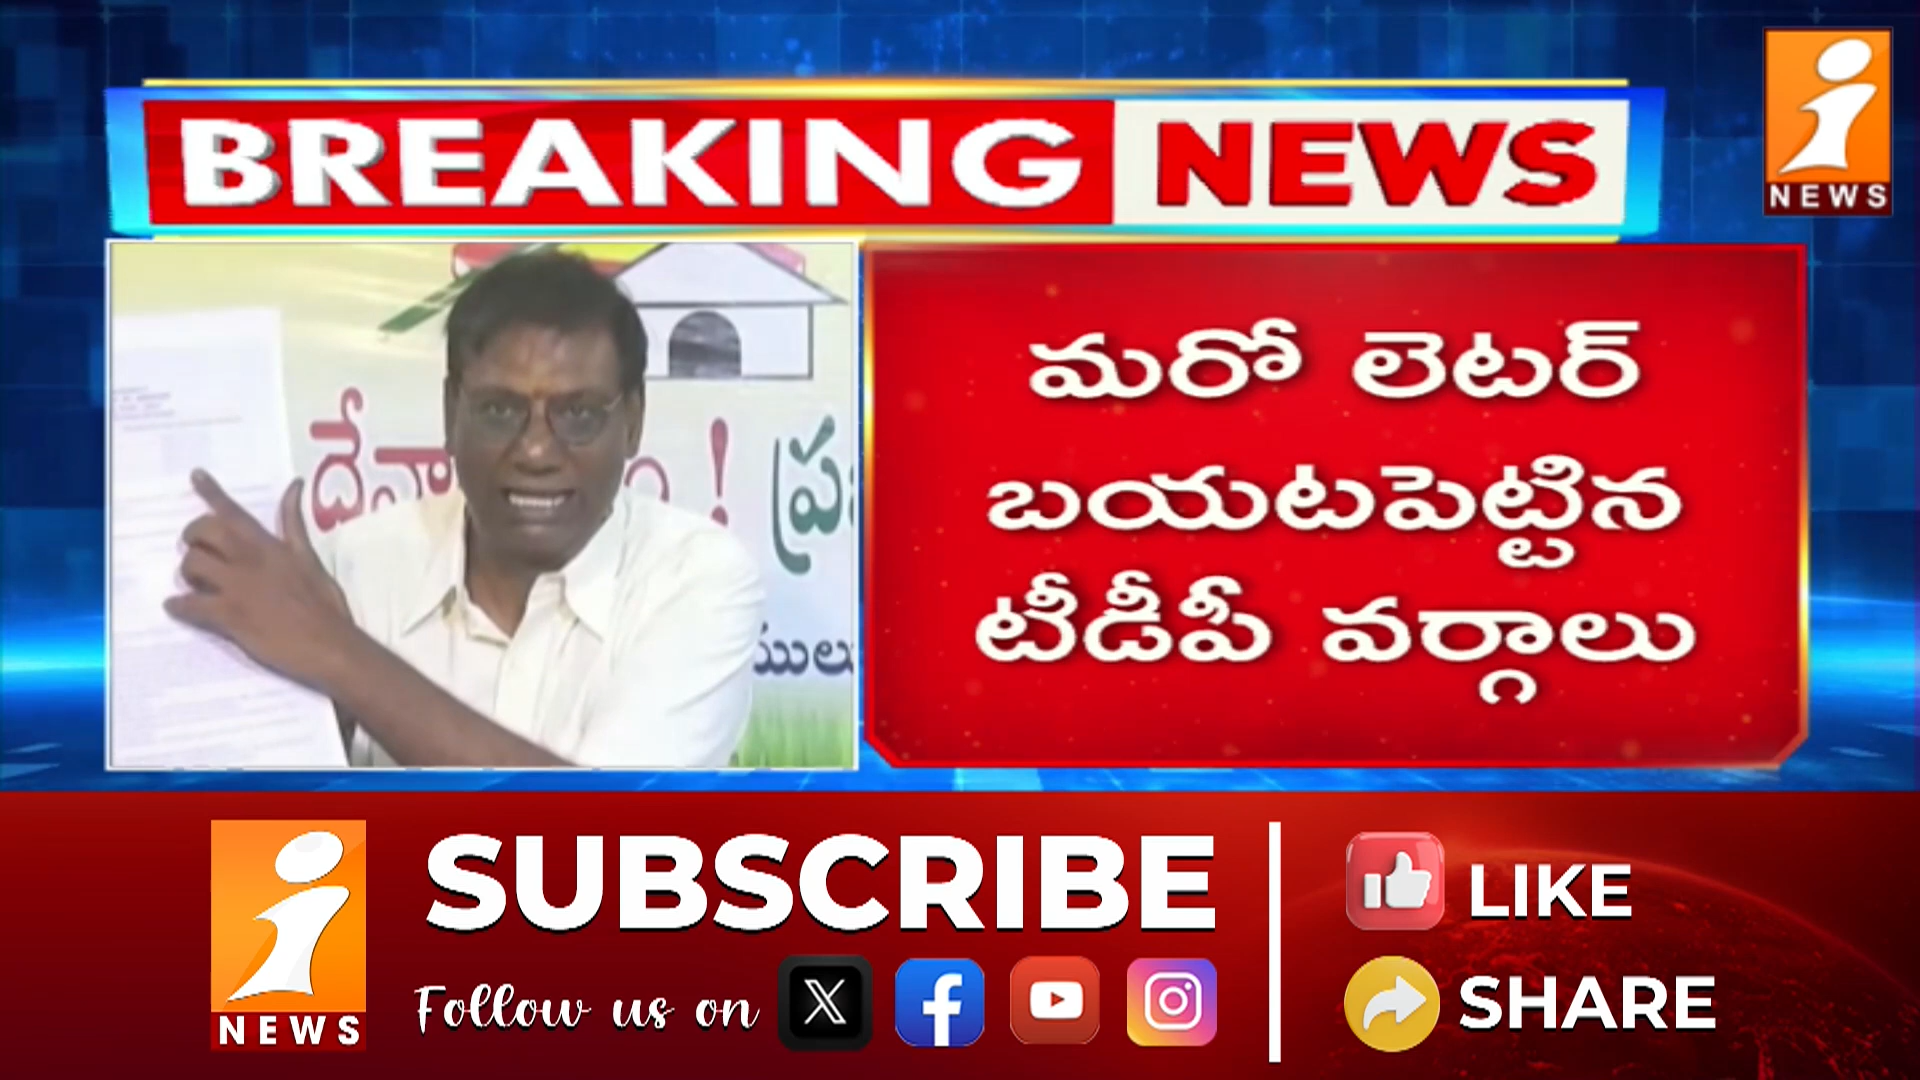 BREAKING NEWS
i NEWS
మరో లెటర్
బయటపెట్టిన
టీడీపీ వర్గాలు
i NEWS
SUBSCRIBE
Follow us on
LIKE
SHARE